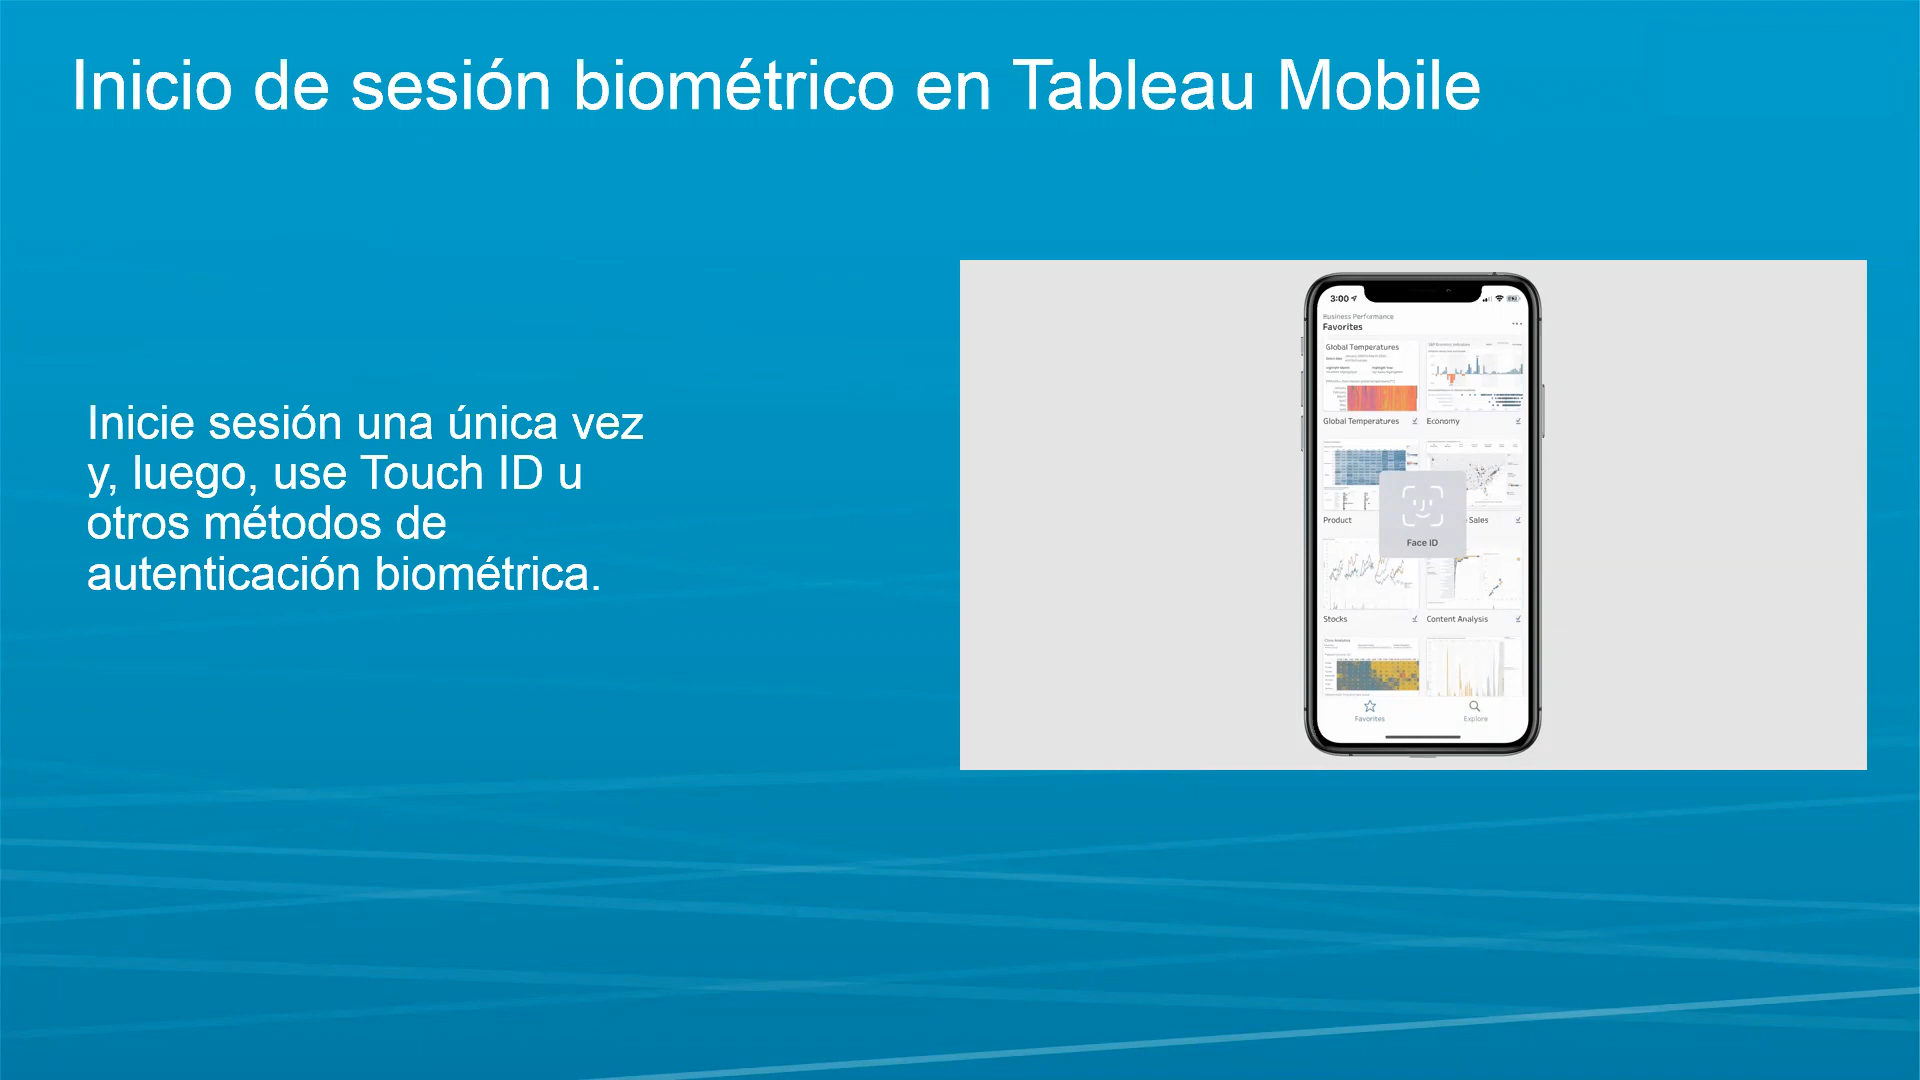 Inicio de sesión biométrico en Tableau Mobile
Inicie sesión una única vez
y, luego, use Touch ID u
otros métodos de
autenticación biométrica.
3:00
Business Performance
Favorites
Global Temperatures
Global Temperatures
Economy
Product
Sales
Face ID
Stocks
Content Analysis
Favorites
Explore